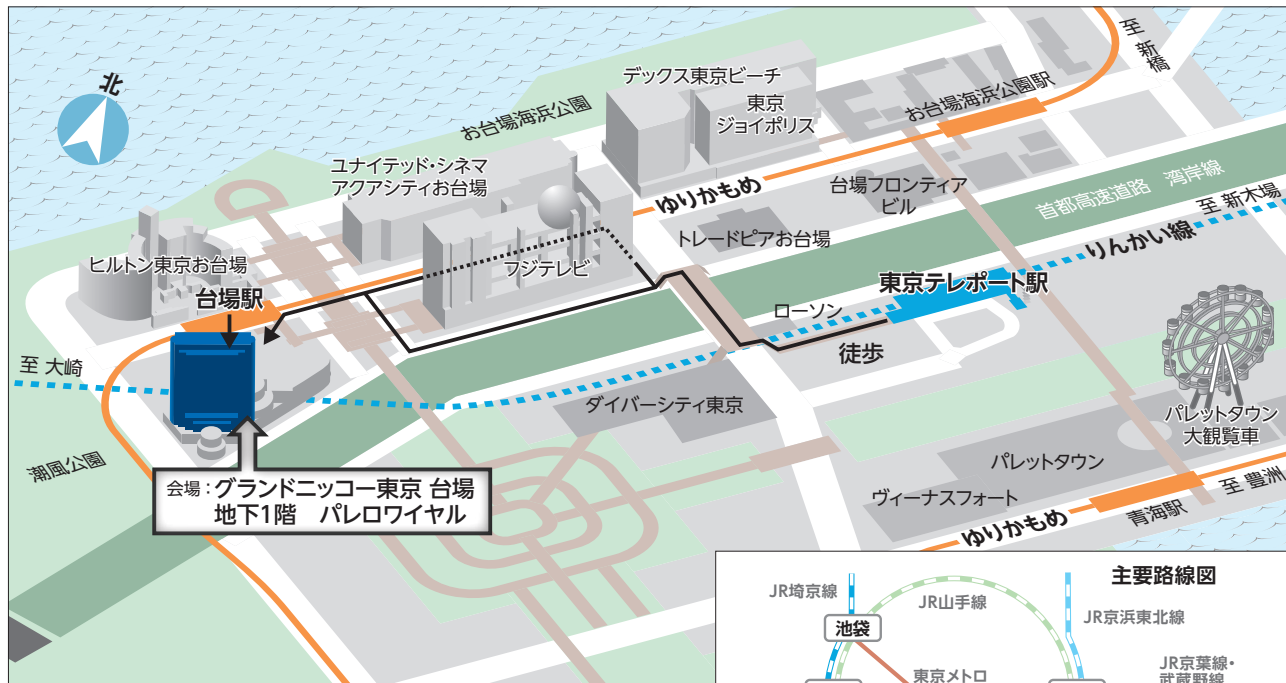 北
至 新橋
デックス東京ビーチ
東京
ジョイポリス
お台場海浜公園
お台場海浜公園駅
ユナイテッド・シネマ
アクアシティお台場
ゆりかもめ
台場フロンティア
ビル
首都高速道路 湾岸線
至 新木場
トレードピアお台場
りんかい線
ヒルトン東京お台場
フジテレビ
台場駅
東京テレポート駅
ローソン
徒歩
至 大崎
ダイバーシティ東京
パレットタウン
大観覧車
潮風公園
会場：グランドニッコー東京 台場
地下1階 パレロワイヤル
パレットタウン
ヴィーナスフォート
至 豊洲
青海駅
ゆりかもめ
主要路線図
JR埼京線
JR山手線
JR京浜東北線
池袋
東京メトロ
JR京葉線・
武蔵野線